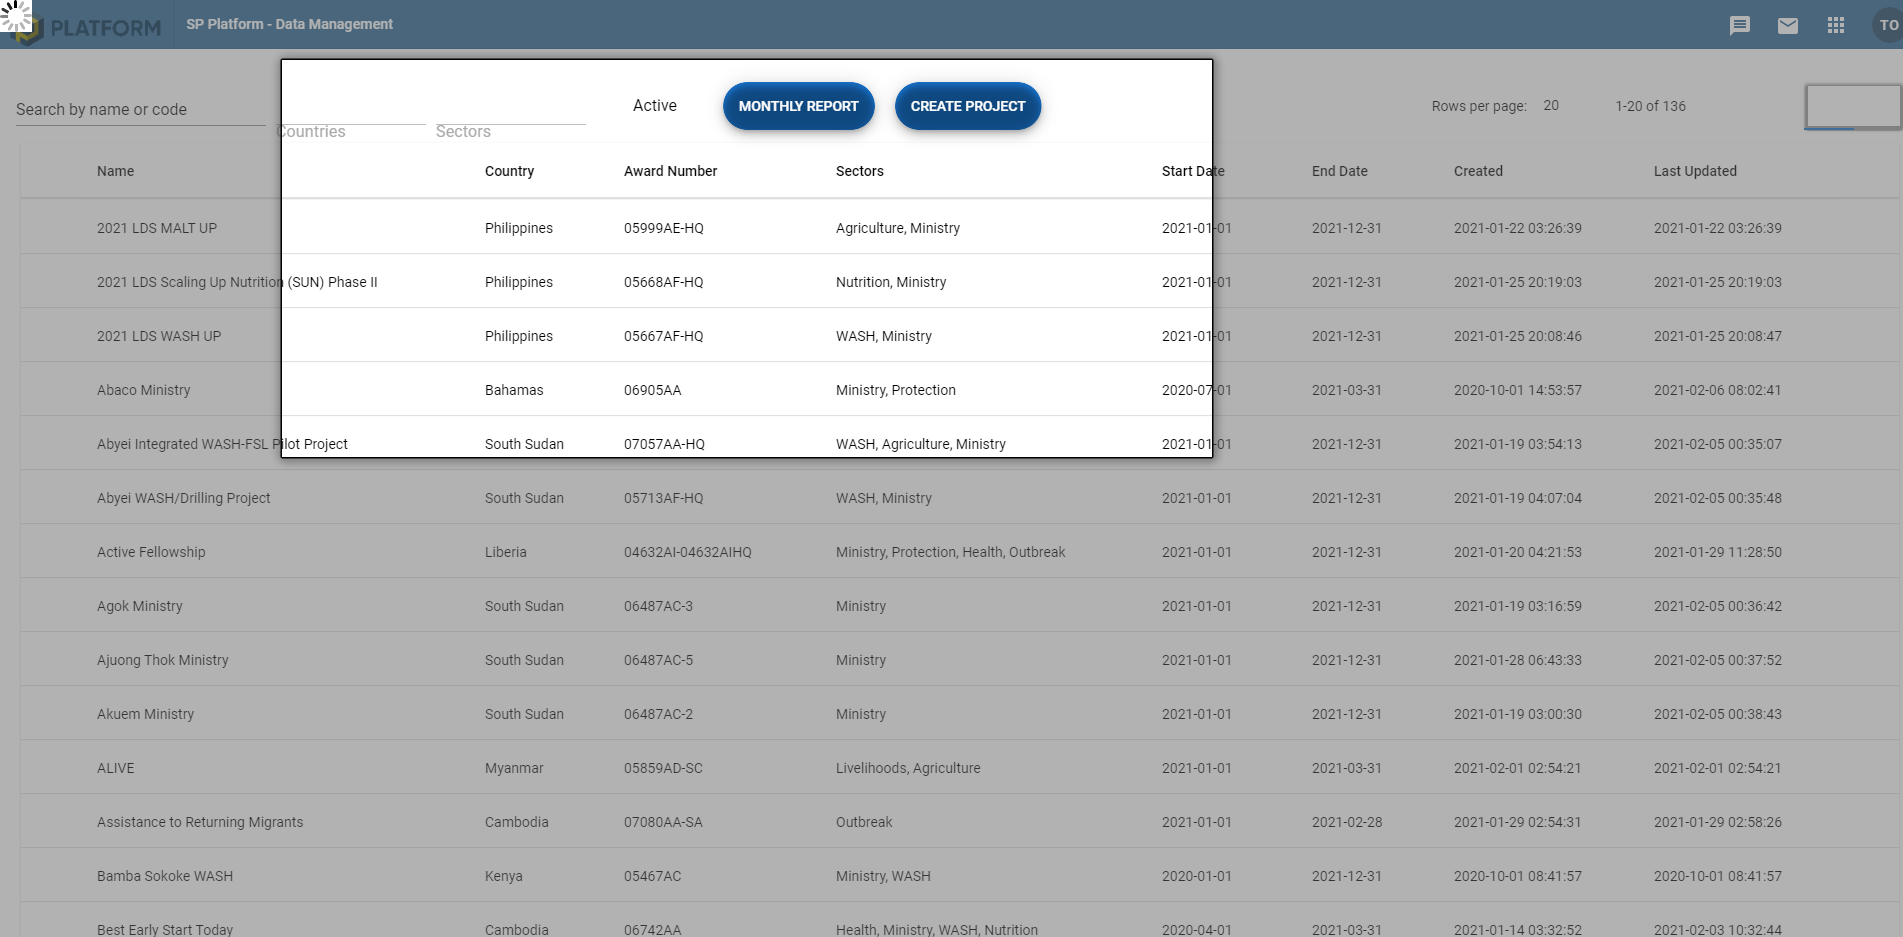 PLATFORM SP Platform - Data Management TO
Search by name or code Countries Sectors Active MONTHLY REPORT CREATE PROJECT Rows per page: 20 1-20 of 136
Name Country Award Number Sectors Start Date End Date Created Last Updated
2021 LDS MALT UP Philippines 05999AE-HQ Agriculture, Ministry 2021-01-01 2021-12-31 2021-01-22 03:26:39 2021-01-22 03:26:39
2021 LDS Scaling Up Nutrition (SUN) Phase II Philippines 05668AF-HQ Nutrition, Ministry 2021-01-01 2021-12-31 2021-01-25 20:19:03 2021-01-25 20:19:03
2021 LDS WASH UP Philippines 05667AF-HQ WASH, Ministry 2021-01-01 2021-12-31 2021-01-25 20:08:46 2021-01-25 20:08:47
Abaco Ministry Bahamas 06905AA Ministry, Protection 2020-07-01 2021-03-31 2020-10-01 14:53:57 2021-02-06 08:02:41
Abyei Integrated WASH-FSL Pilot Project South Sudan 07057AA-HQ WASH, Agriculture, Ministry 2021-01-01 2021-12-31 2021-01-19 03:54:13 2021-02-05 00:35:07
Abyei WASH/Drilling Project South Sudan 05713AF-HQ WASH, Ministry 2021-01-01 2021-12-31 2021-01-19 04:07:04 2021-02-05 00:35:48
Active Fellowship Liberia 04632AI-04632AIHQ Ministry, Protection, Health, Outbreak 2021-01-01 2021-12-31 2021-01-20 04:21:53 2021-01-29 11:28:50
Agok Ministry South Sudan 06487AC-3 Ministry 2021-01-01 2021-12-31 2021-01-19 03:16:59 2021-02-05 00:36:42
Ajuong Thok Ministry South Sudan 06487AC-5 Ministry 2021-01-01 2021-12-31 2021-01-28 06:43:33 2021-02-05 00:37:52
Akuem Ministry South Sudan 06487AC-2 Ministry 2021-01-01 2021-12-31 2021-01-19 03:00:30 2021-02-05 00:38:43
ALIVE Myanmar 05859AD-SC Livelihoods, Agriculture 2021-01-01 2021-03-31 2021-02-01 02:54:21 2021-02-01 02:54:21
Assistance to Returning Migrants Cambodia 07080AA-SA Outbreak 2021-01-01 2021-02-28 2021-01-29 02:54:31 2021-01-29 02:58:26
Bamba Sokoke WASH Kenya 05467AC Ministry, WASH 2020-01-01 2021-12-31 2020-10-01 08:41:57 2020-10-01 08:41:57
Best Early Start Today Cambodia 06742AA Health, Ministry, WASH, Nutrition 2020-04-01 2021-03-31 2021-01-14 03:32:52 2021-02-03 10:32:44